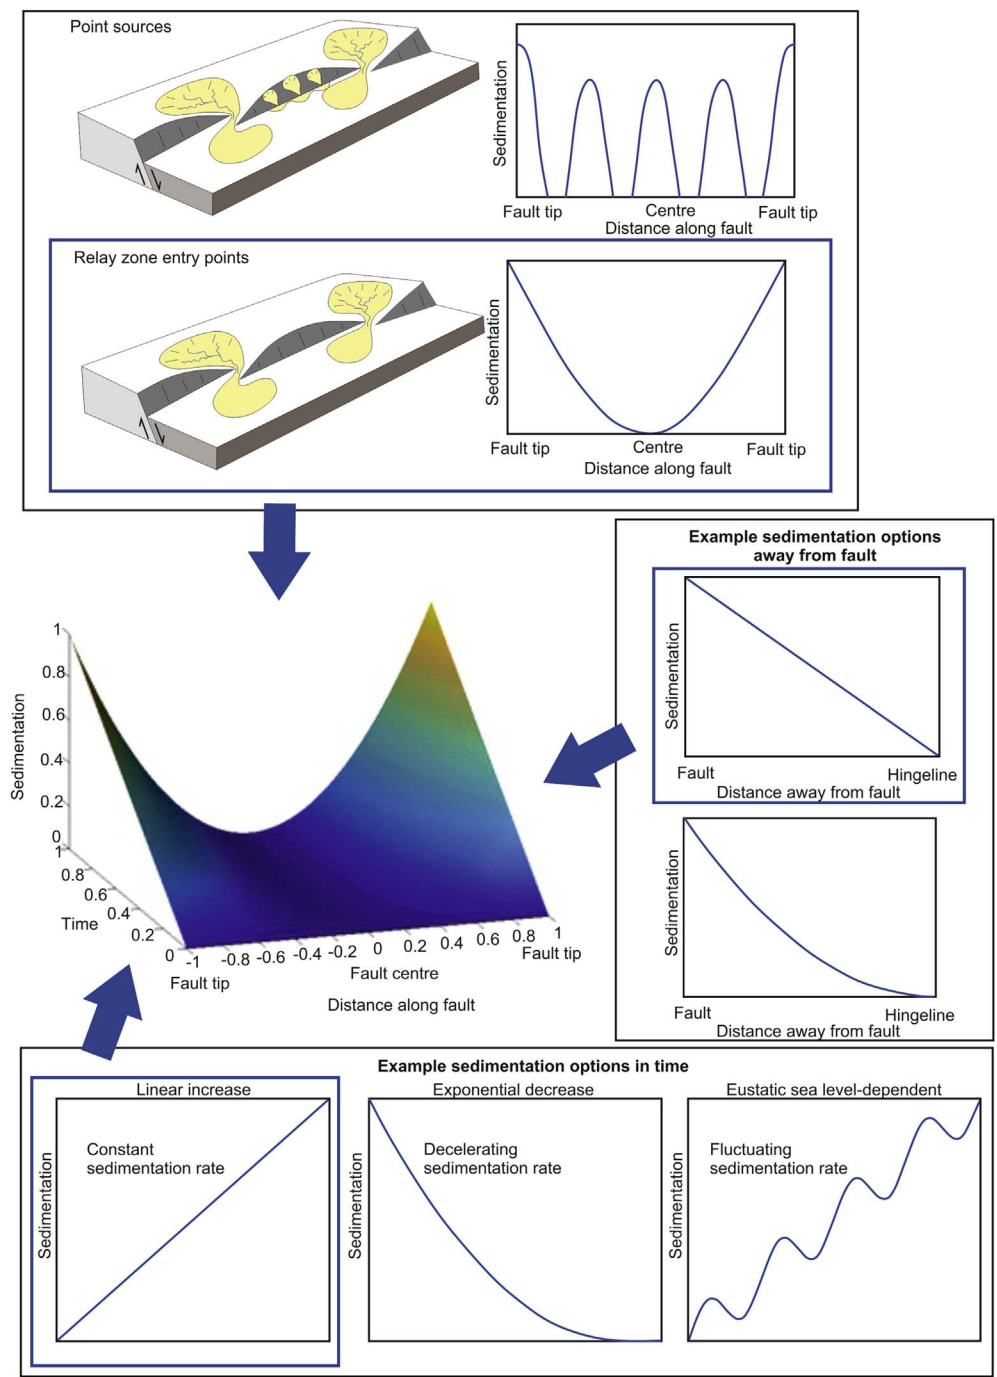 Point sources
Sedimentation
Fault tip
Centre
Fault tip
Distance along fault
Relay zone entry points
Sedimentation
Fault tip
Centre
Fault tip
Distance along fault
Example sedimentation options
away from fault
Sedimentation
Fault
Hingeline
Distance away from fault
Sedimentation
Fault
Hingeline
Distance away from fault
Sedimentation
1
0.8
0.6
0.4
0.2
0
1
0.8
0.6
0.4
0.2
0
Time
-1
-0.8
-0.6
-0.4
-0.2
0
0.2
0.4
0.6
0.8
1
Fault tip
Fault centre
Fault tip
Distance along fault
Example sedimentation options in time
Linear increase
Constant
sedimentation rate
Sedimentation
Exponential decrease
Decelerating
sedimentation rate
Sedimentation
Eustatic sea level-dependent
Fluctuating
sedimentation rate
Sedimentation